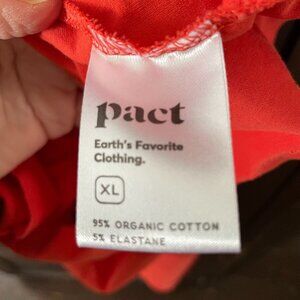 pact
Earth's Favorite
Clothing.
XL
95% ORGANIC COTTON
5% ELASTANE